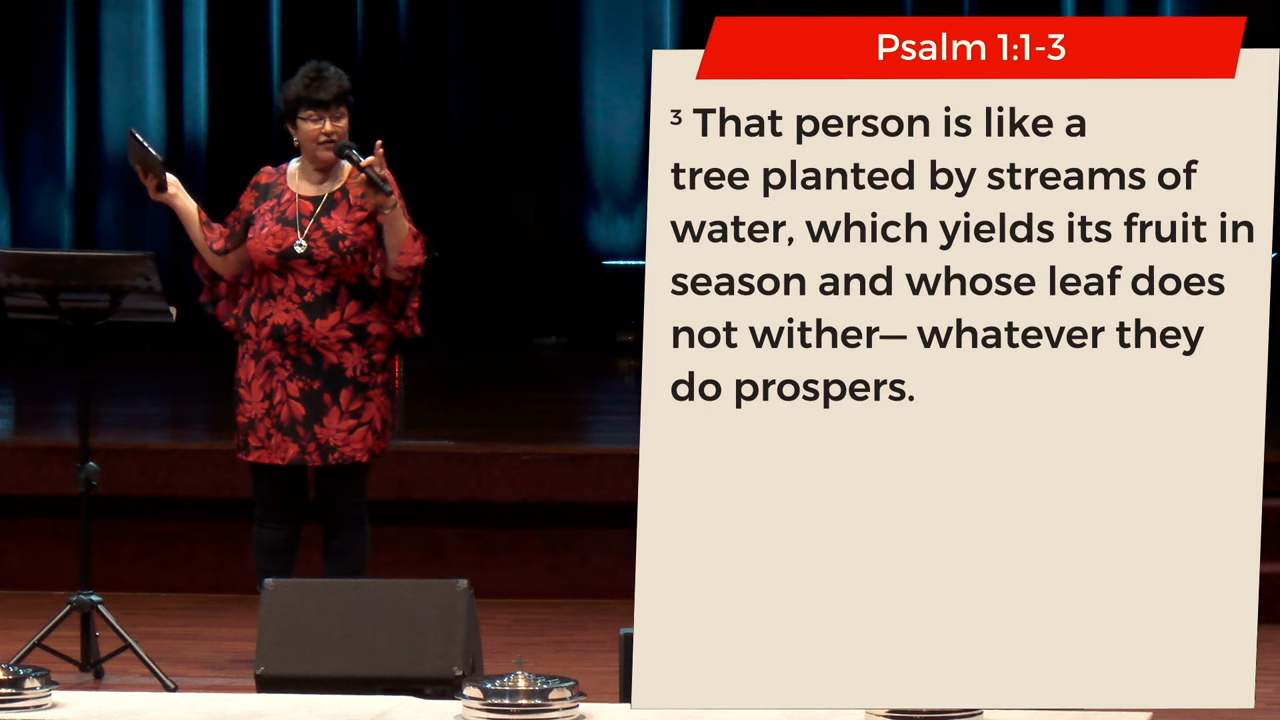 Psalm 1:1-3
³ That person is like a
tree planted by streams of
water, which yields its fruit in
season and whose leaf does
not wither— whatever they
do prospers.